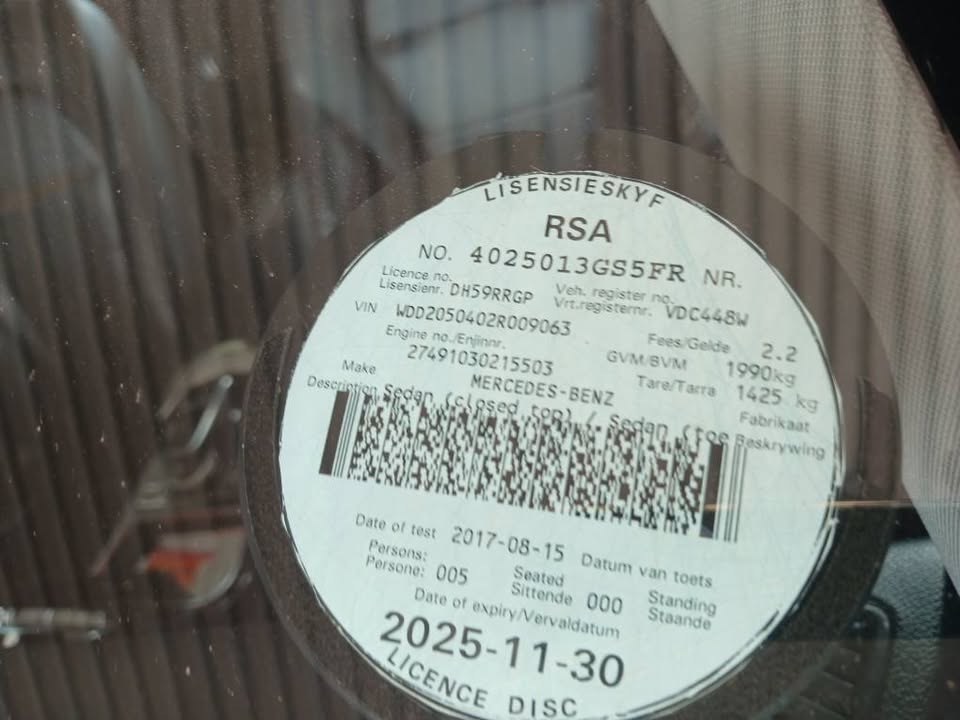 LISENSIESKYF
RSA
NO. 4025013GS5FR NR.
Licence no. Lisensienr. DH59RRGP Veh. register no. Vrt.registernr. VDC448W
VIN WDD2050402R009063 Fees/Gelde 2.2
Engine no./Enjinnr. 27491030215503 GVM/BVM 1990kg
Make MERCEDES-BENZ Tare/Tarra 1425 kg Fabrikaat
Description Sedan (closed top) / Sedan (toe Beskrywing
Date of test 2017-08-15 Datum van toets
Persons: Persone: 005 Seated Sittende 000 Standing Staande
Date of expiry/Vervaldatum
2025-11-30
LICENCE DISC